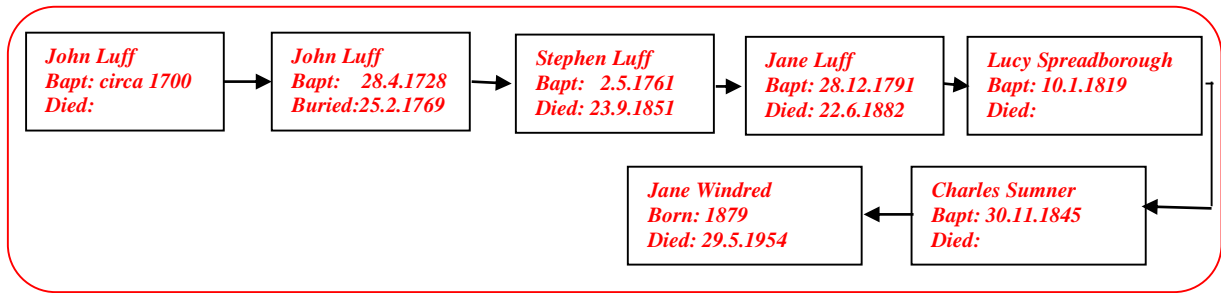 John Luff
Bapt: circa 1700
Died:
John Luff
Bapt: 28.4.1728
Buried:25.2.1769
Stephen Luff
Bapt: 2.5.1761
Died: 23.9.1851
Jane Luff
Bapt: 28.12.1791
Died: 22.6.1882
Lucy Spreadborough
Bapt: 10.1.1819
Died:
Charles Sumner
Bapt: 30.11.1845
Died:
Jane Windred
Born: 1879
Died: 29.5.1954